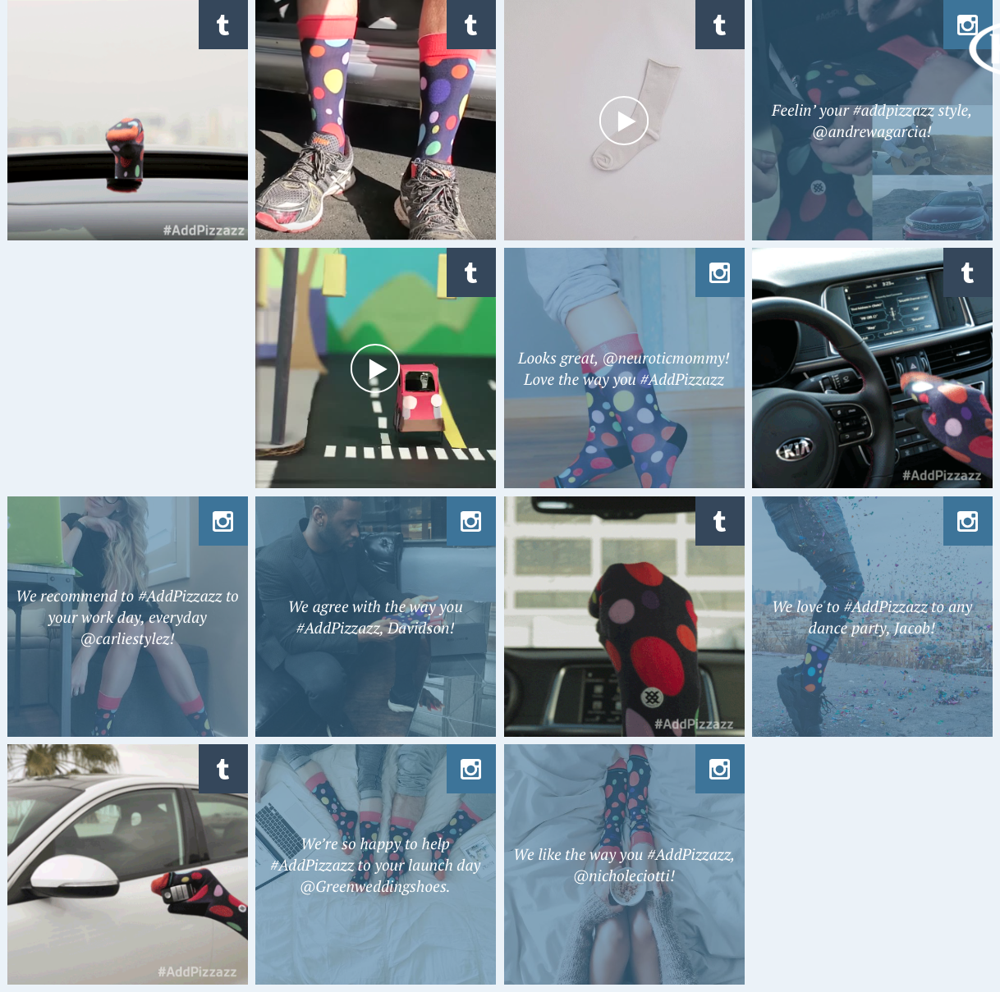 #AddPizzazz
Feelin’ your #addpizzazz style,
@andrewagarcia!
Looks great, @neuroticmommy!
Love the way you #AddPizzazz
KIA
#AddPizzazz
We recommend to #AddPizzazz to
your work day, everyday
@carliestylez!
We agree with the way you
#AddPizzazz, Davidson!
#AddPizzazz
We love to #AddPizzazz to any
dance party, Jacob!
#AddPizzazz
We’re so happy to help
#AddPizzazz to your launch day
@Greenweddingshoes.
We like the way you #AddPizzazz,
@nicholeciotti!